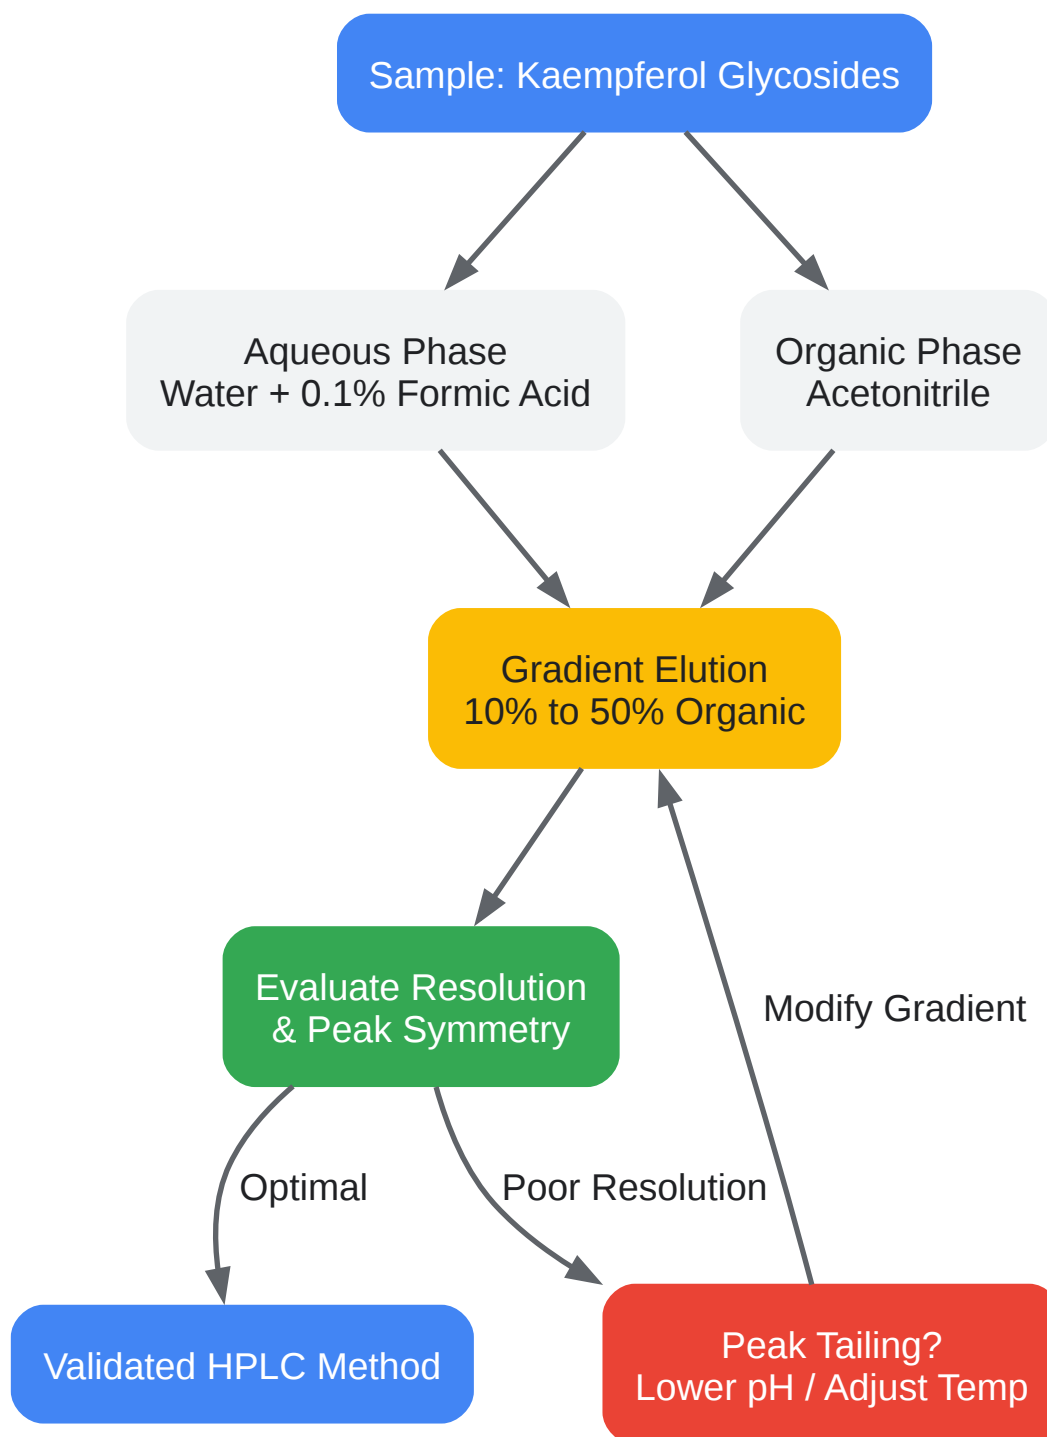 Sample: Kaempferol Glycosides
Aqueous Phase
Water + 0.1% Formic Acid
Organic Phase
Acetonitrile
Gradient Elution
10% to 50% Organic
Evaluate Resolution
& Peak Symmetry
Modify Gradient
Optimal
Poor Resolution
Validated HPLC Method
Peak Tailing?
Lower pH / Adjust Temp